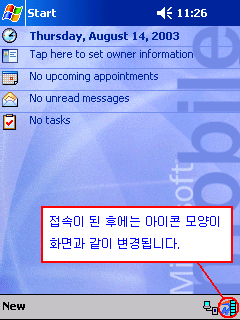 Start 11:26
Thursday, August 14, 2003
Tap here to set owner information
No upcoming appointments
No unread messages
No tasks
접속이 된 후에는 아이콘 모양이
화면과 같이 변경됩니다.
Microsoft
mobile
New